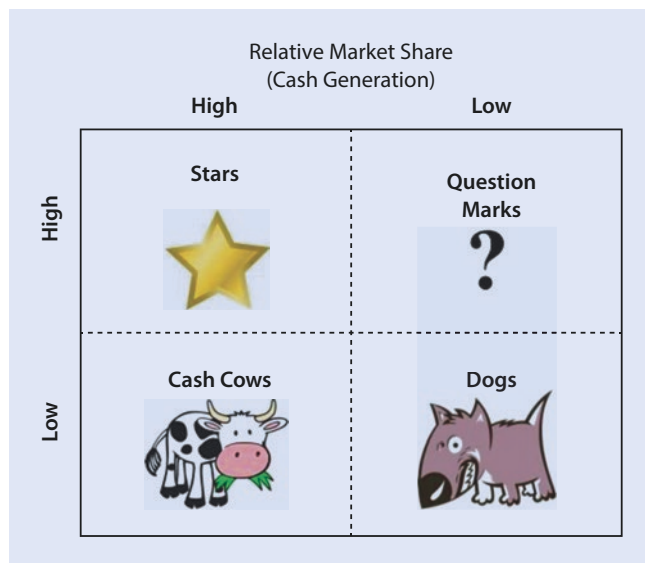 Relative Market Share
(Cash Generation)
High Low
High
Stars
Question
Marks
?
Low
Cash Cows
Dogs